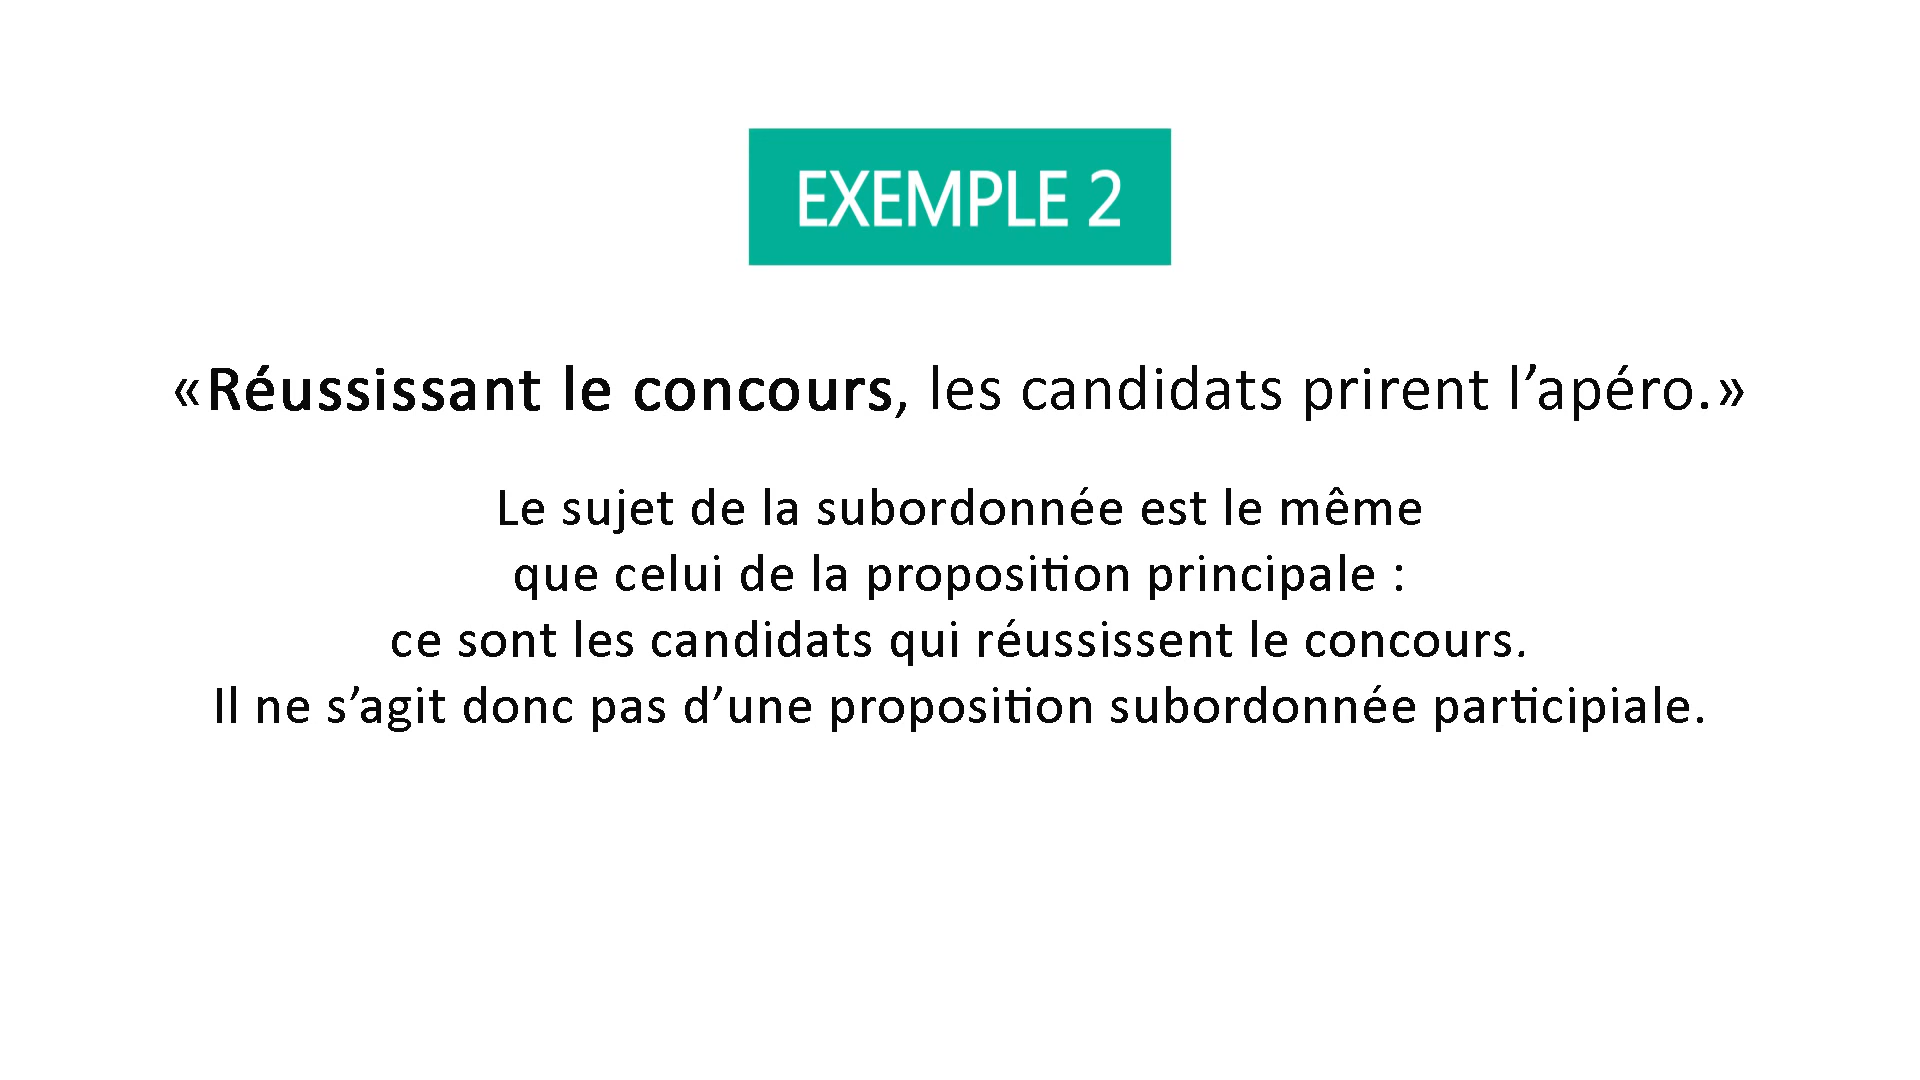 EXEMPLE 2
«Réussissant le concours, les candidats prirent l’apéro.»
Le sujet de la subordonnée est le même
que celui de la proposition principale :
ce sont les candidats qui réussissent le concours.
Il ne s’agit donc pas d’une proposition subordonnée participiale.